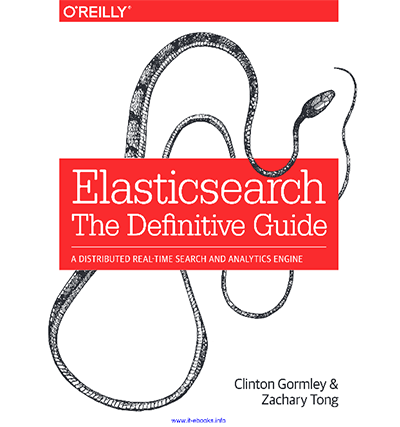 O'REILLY®
Elasticsearch
The Definitive Guide
A DISTRIBUTED REAL-TIME SEARCH AND ANALYTICS ENGINE
Clinton Gormley &
Zachary Tong
www.it-ebooks.info